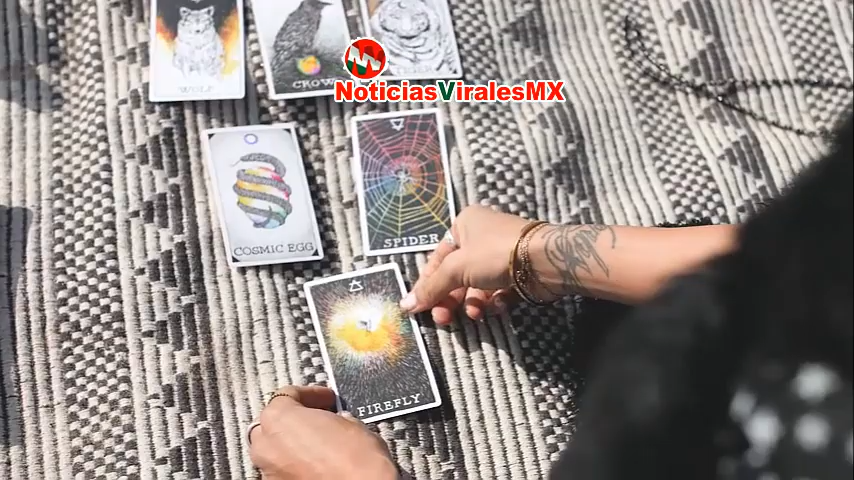 WOLF
CROW
NoticiasViralesMX
COSMIC EGG
SPIDER
FIREFLY